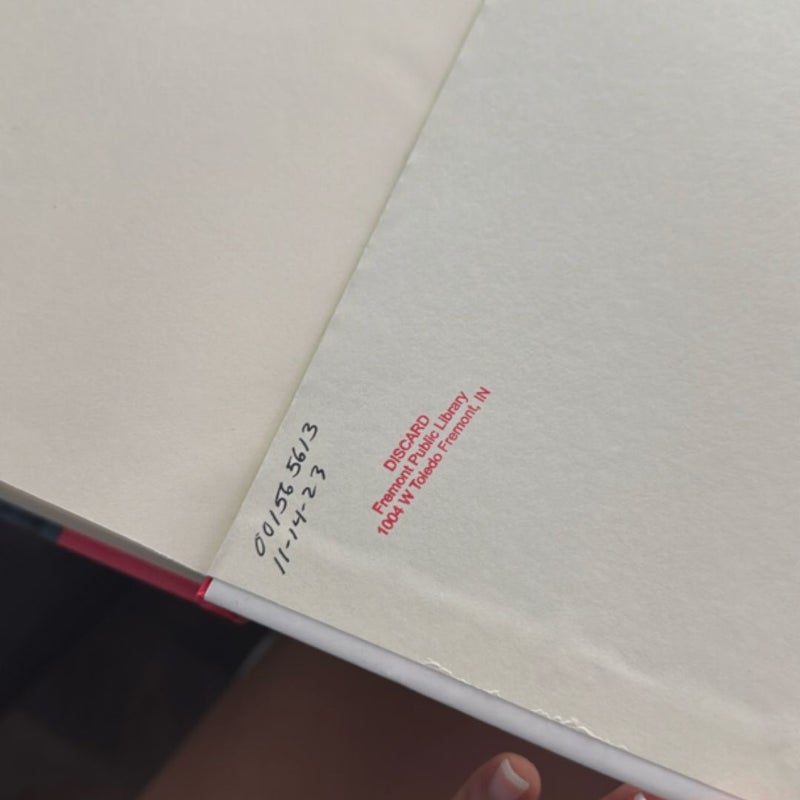 00156 5613
11-14-23
DISCARD
Fremont Public Library
1004 W Toledo Fremont, IN